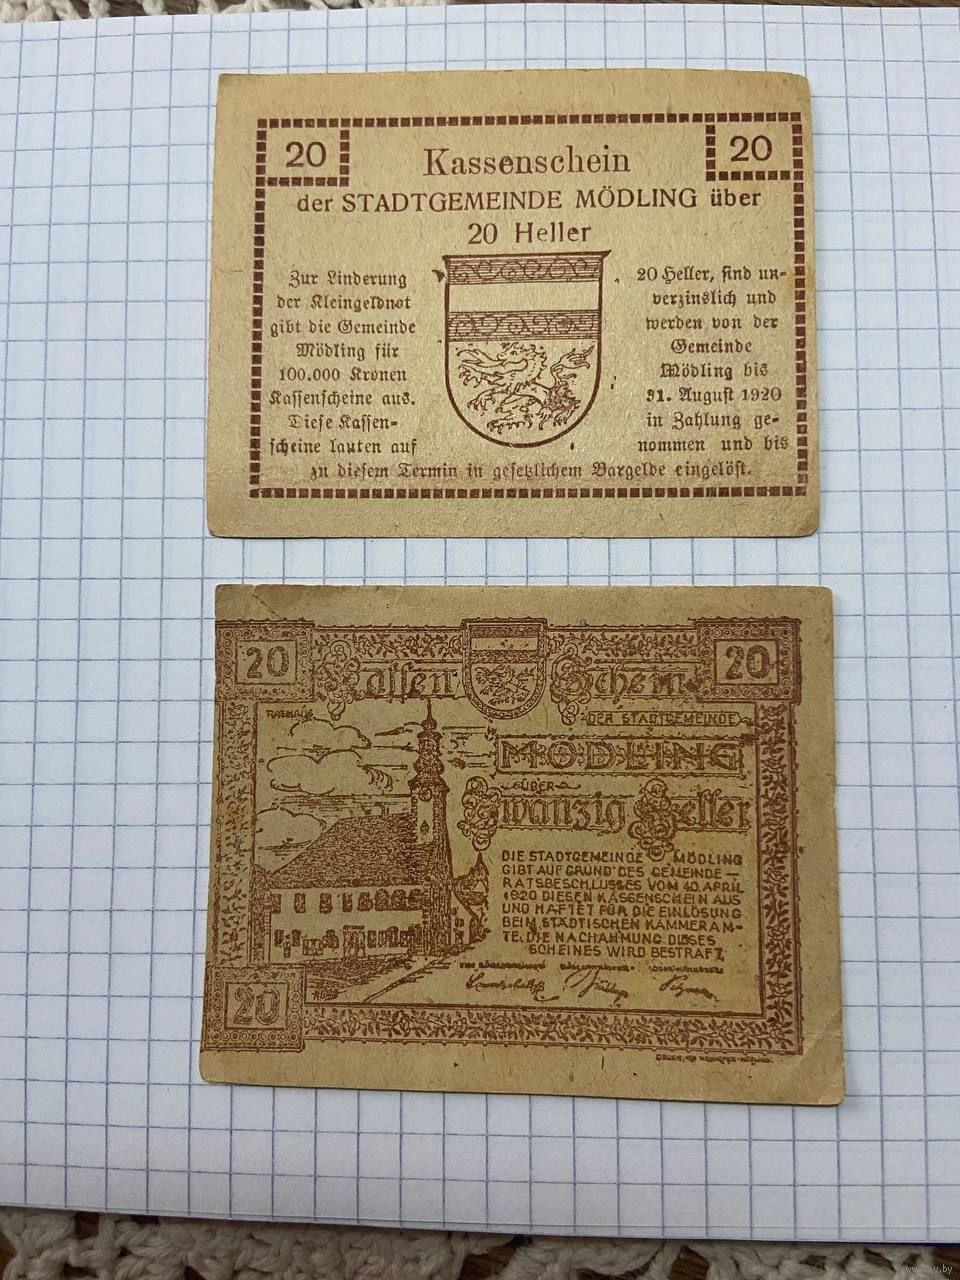 20
20
Kassenschein
der STADTGEMEINDE MÖDLING über
20 Heller
Zur Linderung
der Kleingeldnot
gibt die Gemeinde
Mödling für
100.000 Kronen
Kassenscheine aus.
Diese Kassen-
scheine lauten auf
20 Heller, sind un-
verzinslich und
werden von der
Gemeinde
Mödling bis
31. August 1920
in Zahlung ge-
nommen und bis
zu diesem Termin in gesetzlichem Bargelde eingelöst.
20
20
Kassen Schein
RATHAUS
DER STADTGEMEINDE
MÖDLING
ÜBER
Zwanzig Heller
DIE STADTGEMEINDE MÖDLING
GIBT AUF GRUND DES GEMEINDE-
RATSBESCHLUSSES VOM 10. APRIL
1920 DIESEN KASSENSCHEIN AUS
UND HAFTET FÜR DIE EINLÖSUNG
BEIM STÄDTISCHEN KAMMERAM-
TE. DIE NACHAHMUNG DIESES
SCHEINES WIRD BESTRAFT.
20